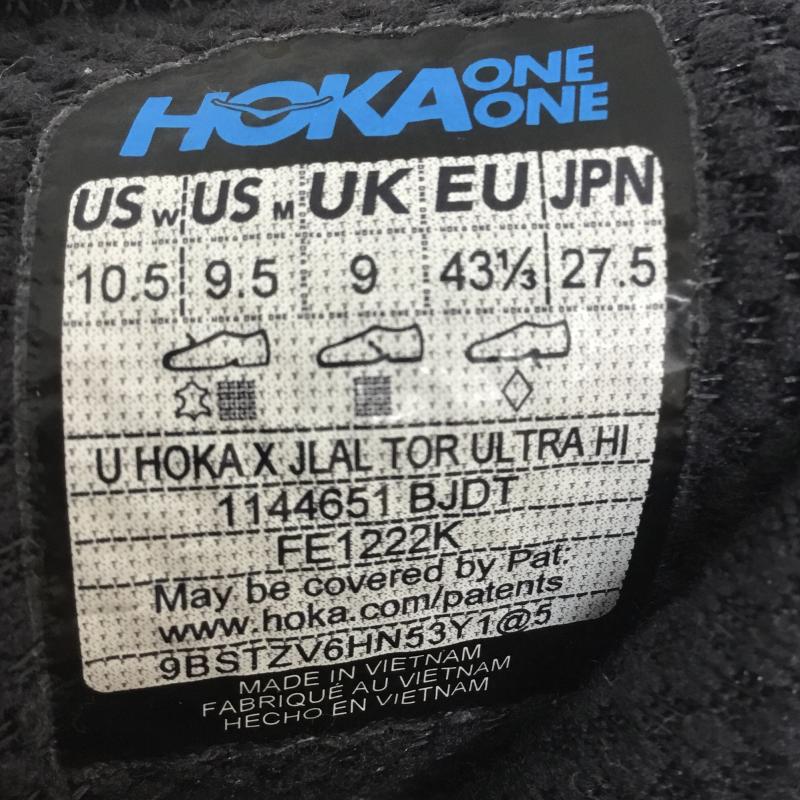 HOKA ONE ONE
US W US M UK EU JPN
10.5 9.5 9 43⅓ 27.5
U HOKA X JLAL TOR ULTRA HI
1144651 BJDT
FE1222K
May be covered by Pat:
www.hoka.com/patents
9BSTZV6HN53Y1@5
MADE IN VIETNAM
FABRIQUÉ AU VIETNAM
HECHO EN VIETNAM